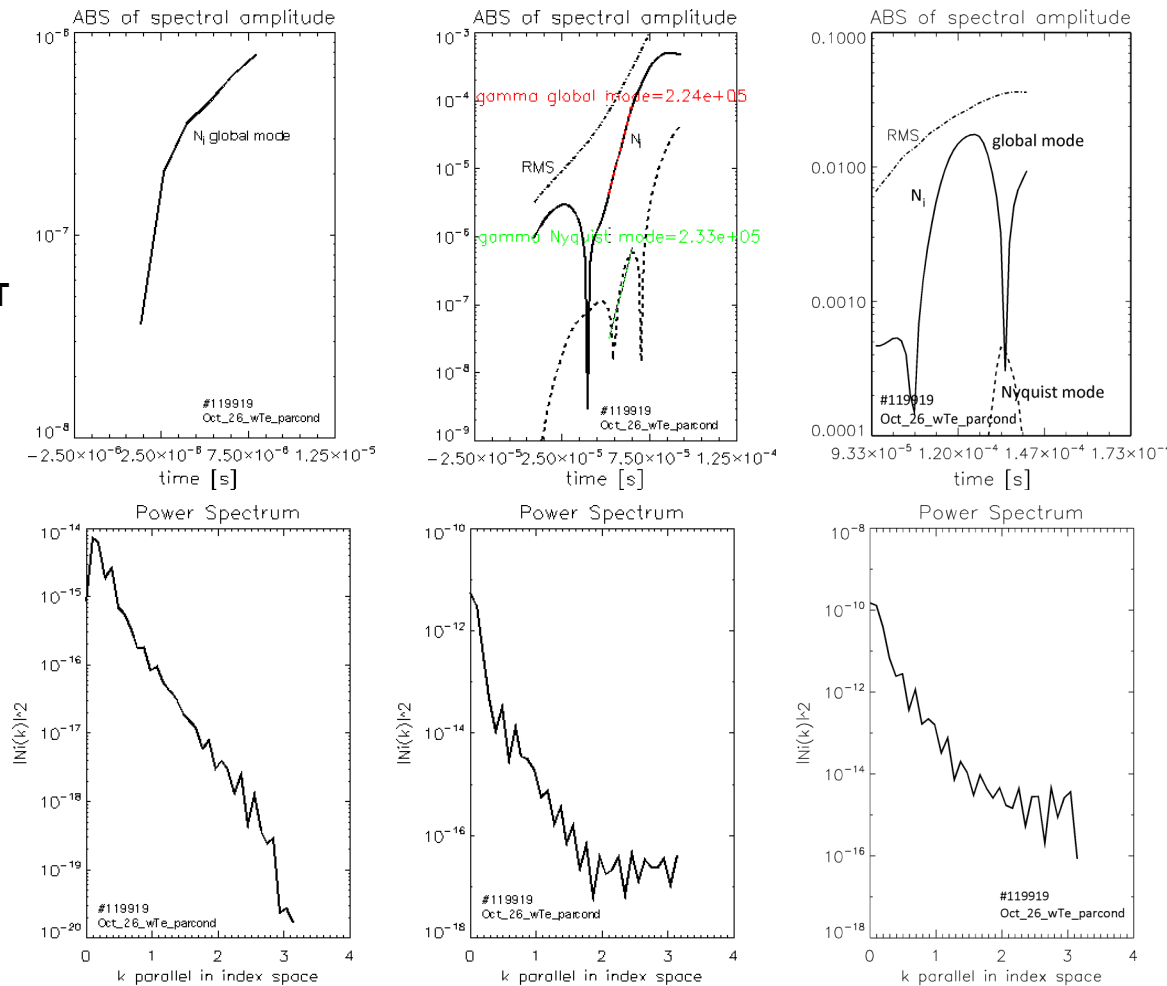 ABS of spectral amplitude
10⁻⁶
10⁻⁷
10⁻⁸
Nᵢ global mode
#119919
Oct_26_wTe_parcond
−2.50×10⁻⁶ 2.50×10⁻⁶ 7.50×10⁻⁶ 1.25×10⁻⁵
time [s]
T
ABS of spectral amplitude
10⁻³
10⁻⁴
10⁻⁵
10⁻⁶
10⁻⁷
10⁻⁸
10⁻⁹
gamma global mode=2.24e+05
Nᵢ
RMS
gamma Nyquist mode=2.33e+05
#119919
Oct_26_wTe_parcond
−2.50×10⁻⁵ 2.50×10⁻⁵ 7.50×10⁻⁵ 1.25×10⁻⁴
time [s]
ABS of spectral amplitude
0.1000
0.0100
0.0010
0.0001
RMS
global mode
Nᵢ
Nyquist mode
#119919
Oct_26_wTe_parcond
9.33×10⁻⁵ 1.20×10⁻⁴ 1.47×10⁻⁴ 1.73×10⁻
time [s]
Power Spectrum
10⁻¹⁴
10⁻¹⁵
10⁻¹⁶
10⁻¹⁷
10⁻¹⁸
10⁻¹⁹
10⁻²⁰
|Ni(k)|^2
#119919
Oct_26_wTe_parcond
0 1 2 3 4
k parallel in index space
Power Spectrum
10⁻¹⁰
10⁻¹²
10⁻¹⁴
10⁻¹⁶
10⁻¹⁸
|Ni(k)|^2
#119919
Oct_26_wTe_parcond
0 1 2 3 4
k parallel in index space
Power Spectrum
10⁻⁸
10⁻¹⁰
10⁻¹²
10⁻¹⁴
10⁻¹⁶
10⁻¹⁸
|Ni(k)|^2
#119919
Oct_26_wTe_parcond
0 1 2 3 4
k parallel in index space